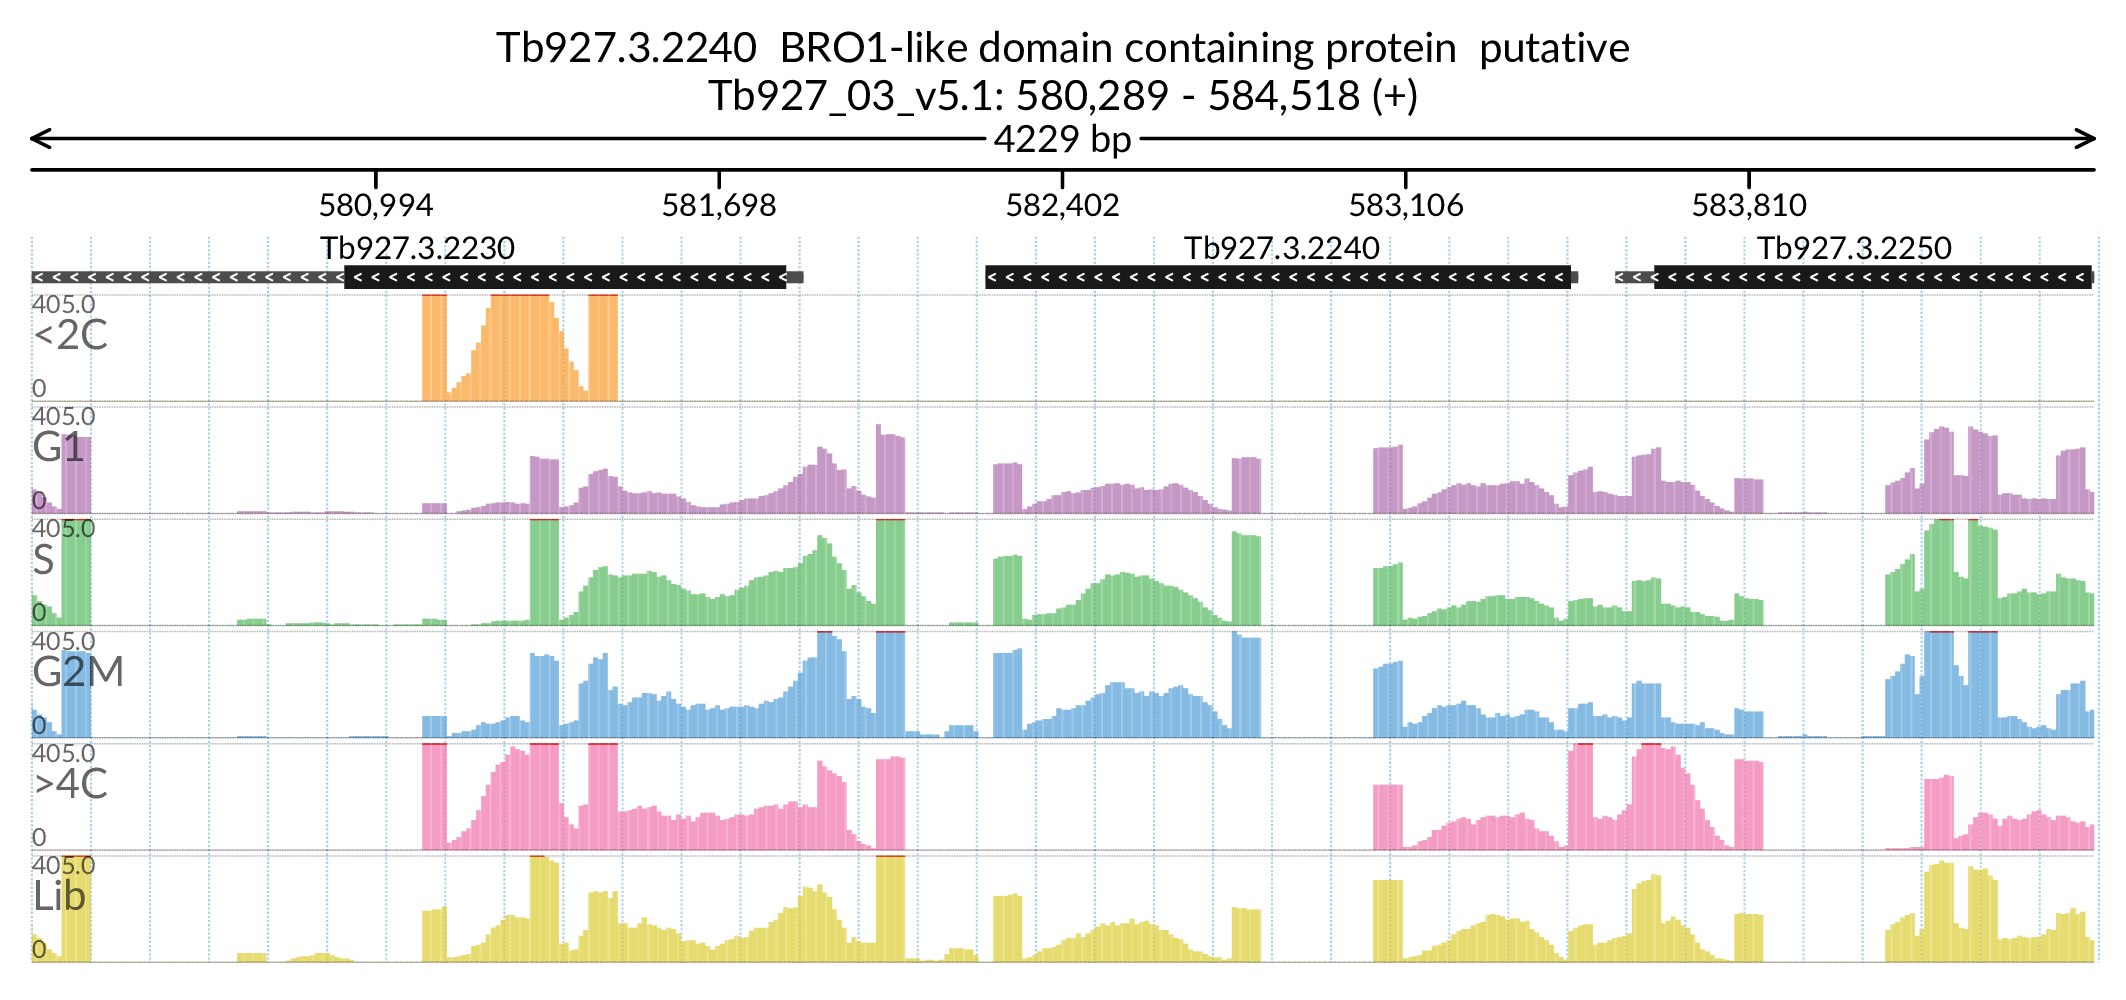 Tb927.3.2240 BRO1-like domain containing protein putative
Tb927_03_v5.1: 580,289 - 584,518 (+)
4229 bp
580,994 581,698 582,402 583,106 583,810
Tb927.3.2230 Tb927.3.2240 Tb927.3.2250
405.0
<2C
0
405.0
G1
0
405.0
S
0
405.0
G2M
0
405.0
>4C
0
405.0
Lib
0